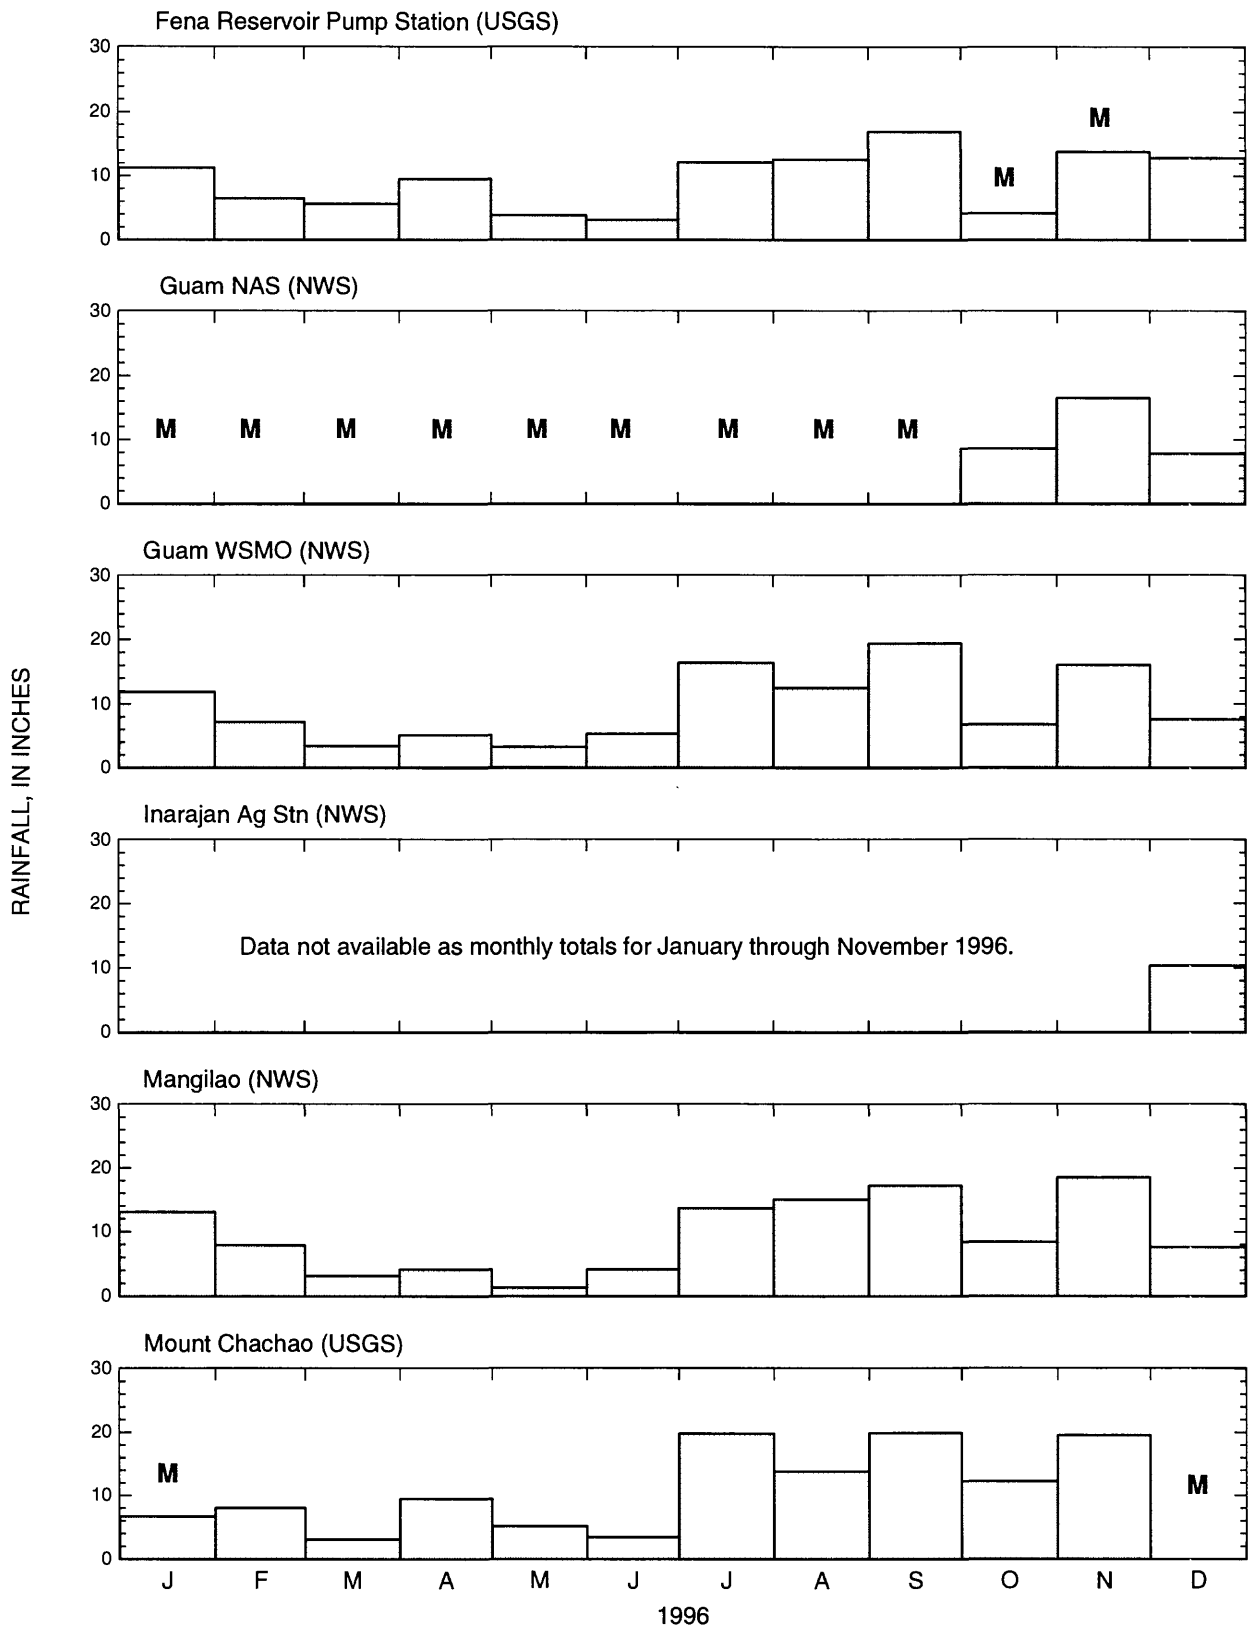 Fena Reservoir Pump Station (USGS)
30
20
10
0
M
M
Guam NAS (NWS)
30
20
10
0
M M M M M M M M M
Guam WSMO (NWS)
30
20
10
0
RAINFALL, IN INCHES
Inarajan Ag Stn (NWS)
30
20
10
0
Data not available as monthly totals for January through November 1996.
Mangilao (NWS)
30
20
10
0
Mount Chachao (USGS)
30
20
10
0
M
M
J F M A M J J A S O N D
1996